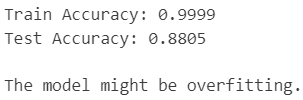 Train Accuracy: 0.9999
Test Accuracy: 0.8805
The model might be overfitting.